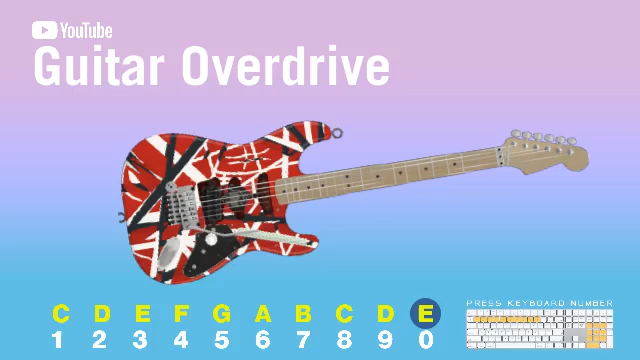 YouTube
Guitar Overdrive
C D E F G A B C D E
1 2 3 4 5 6 7 8 9 0
PRESS KEYBOARD NUMBER